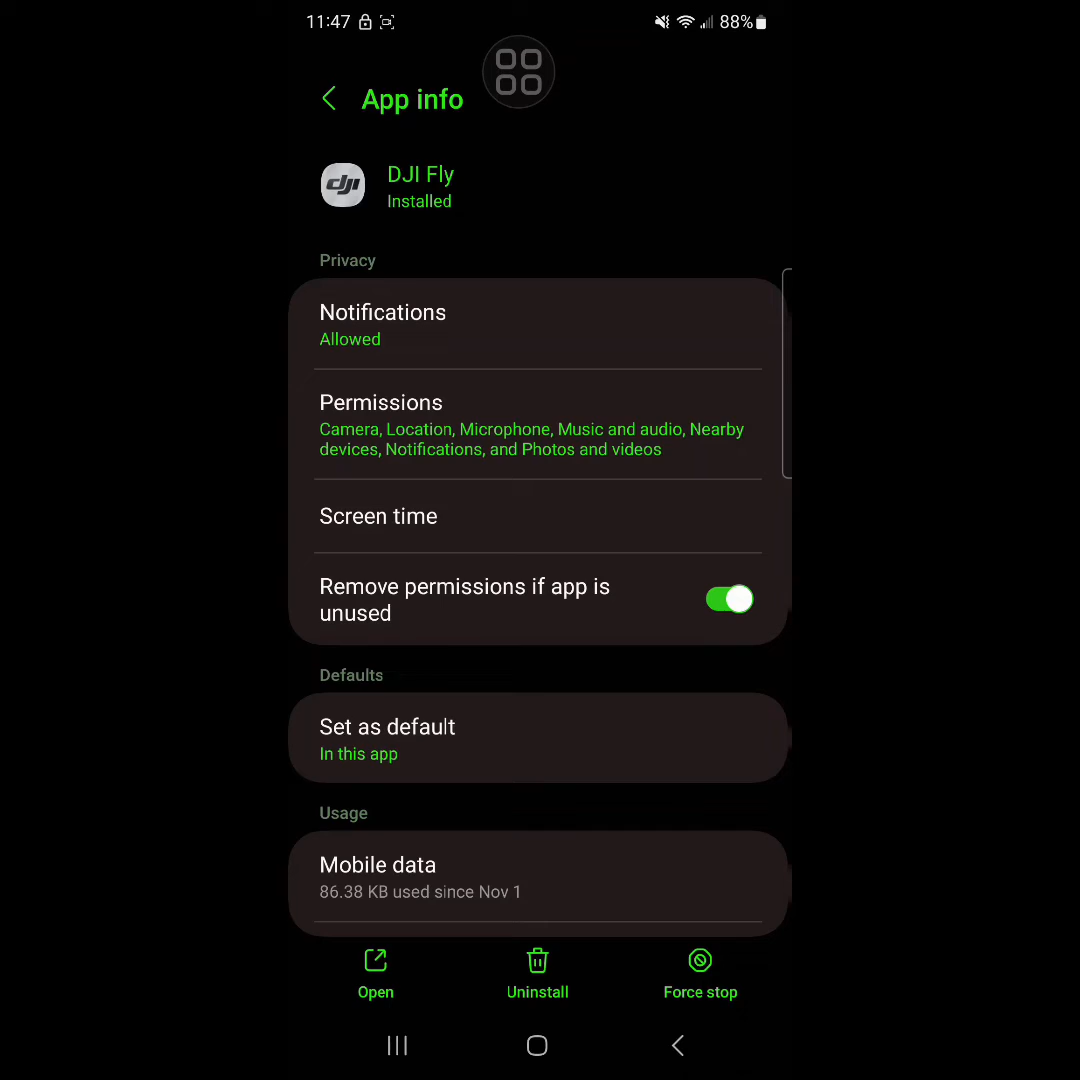 11:47 88%
App info
dji
DJI Fly
Installed
Privacy
Notifications
Allowed
Permissions
Camera, Location, Microphone, Music and audio, Nearby
devices, Notifications, and Photos and videos
Screen time
Remove permissions if app is
unused
Defaults
Set as default
In this app
Usage
Mobile data
86.38 KB used since Nov 1
Open Uninstall Force stop